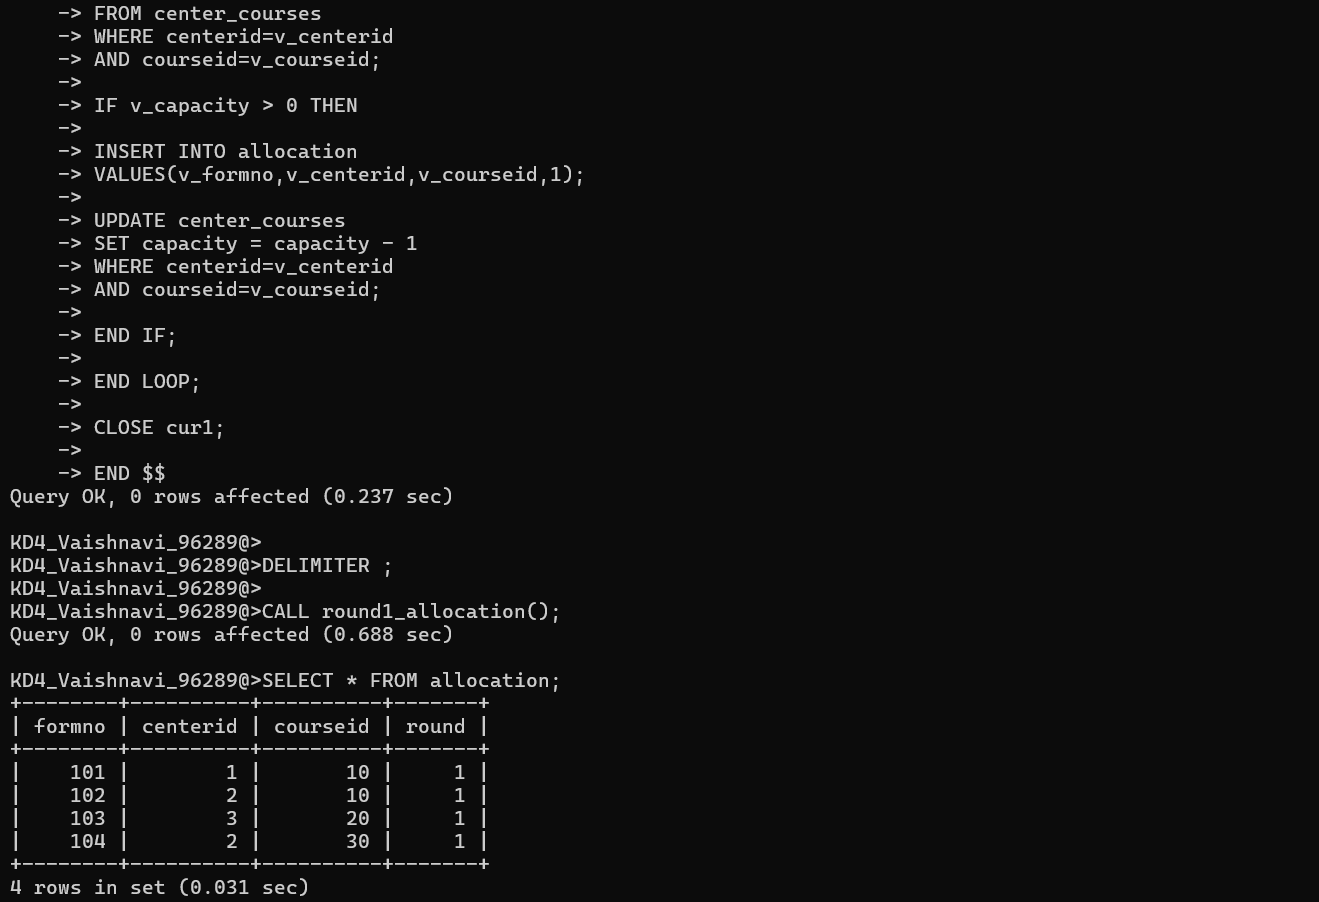 -> FROM center_courses
-> WHERE centerid=v_centerid
-> AND courseid=v_courseid;
->
-> IF v_capacity > 0 THEN
->
-> INSERT INTO allocation
-> VALUES(v_formno,v_centerid,v_courseid,1);
->
-> UPDATE center_courses
-> SET capacity = capacity - 1
-> WHERE centerid=v_centerid
-> AND courseid=v_courseid;
->
-> END IF;
->
-> END LOOP;
->
-> CLOSE cur1;
->
-> END $$
Query OK, 0 rows affected (0.237 sec)
KD4_Vaishnavi_96289@>
KD4_Vaishnavi_96289@>DELIMITER ;
KD4_Vaishnavi_96289@>
KD4_Vaishnavi_96289@>CALL round1_allocation();
Query OK, 0 rows affected (0.688 sec)
KD4_Vaishnavi_96289@>SELECT * FROM allocation;
+--------+----------+----------+-------+
| formno | centerid | courseid | round |
+--------+----------+----------+-------+
|    101 |        1 |       10 |     1 |
|    102 |        2 |       10 |     1 |
|    103 |        3 |       20 |     1 |
|    104 |        2 |       30 |     1 |
+--------+----------+----------+-------+
4 rows in set (0.031 sec)